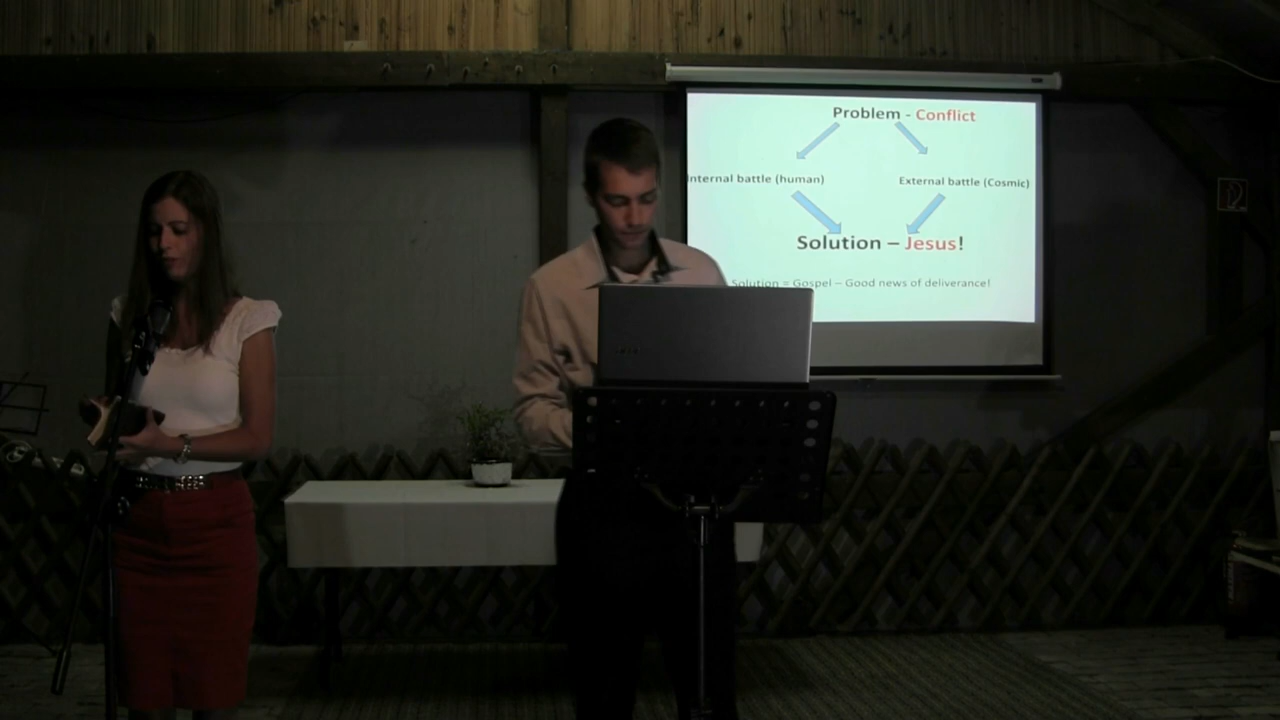 Problem - Conflict
Internal battle (human)
External battle (Cosmic)
Solution – Jesus!
Solution = Gospel – Good news of deliverance!